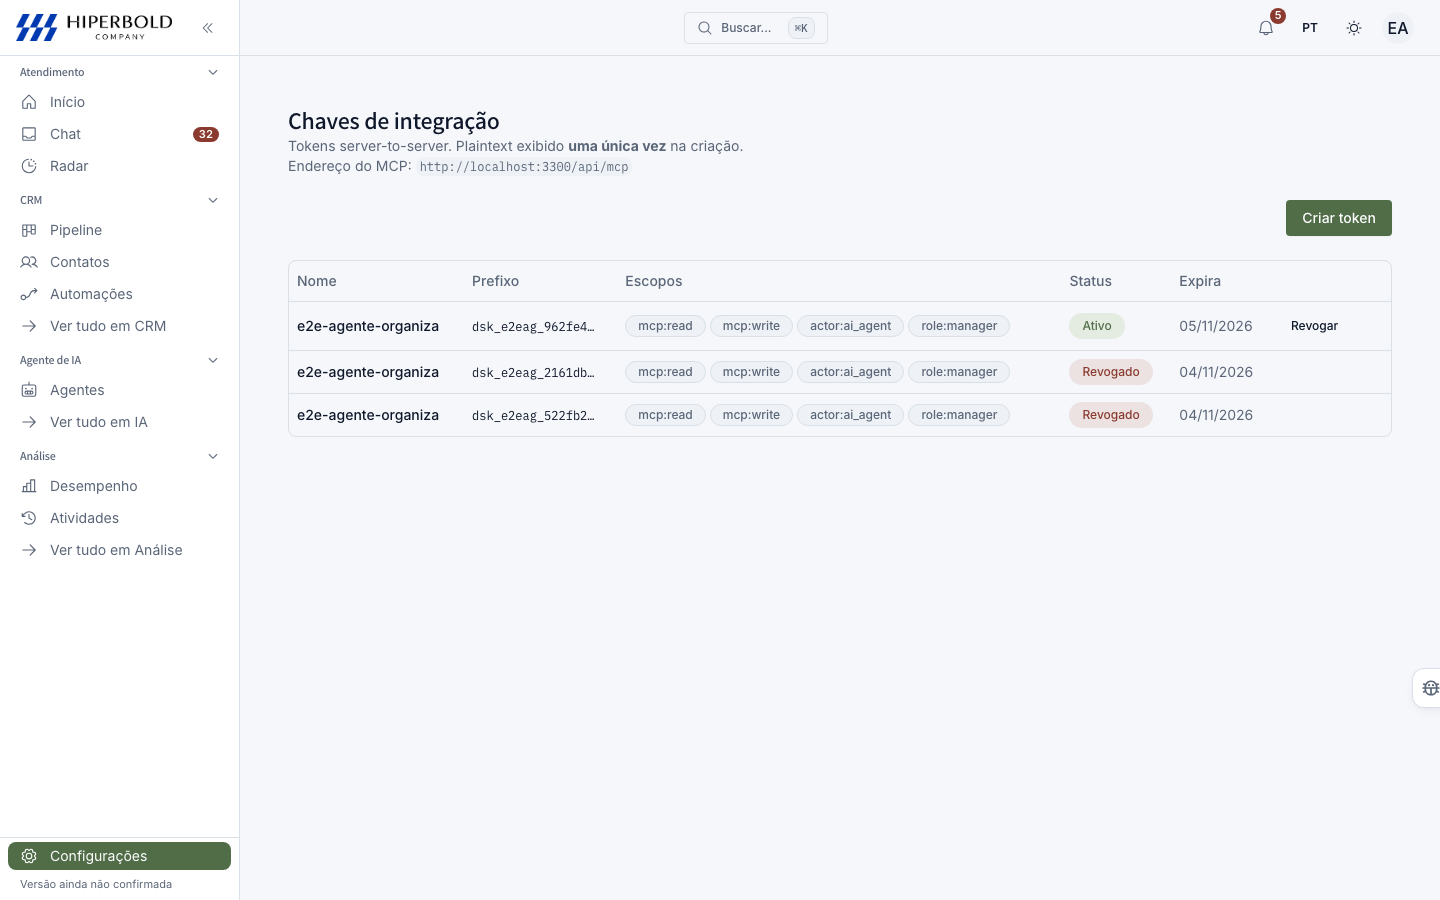 HIPERBOLD
COMPANY
Buscar...
⌘K
5
PT
EA
Atendimento
Início
Chat
32
Radar
CRM
Pipeline
Contatos
Automações
Ver tudo em CRM
Agente de IA
Agentes
Ver tudo em IA
Análise
Desempenho
Atividades
Ver tudo em Análise
Configurações
Versão ainda não confirmada
Chaves de integração
Tokens server-to-server. Plaintext exibido uma única vez na criação.
Endereço do MCP: http://localhost:3300/api/mcp
Criar token
Nome Prefixo Escopos Status Expira
e2e-agente-organiza dsk_e2eag_962fe4… mcp:read mcp:write actor:ai_agent role:manager Ativo 05/11/2026 Revogar
e2e-agente-organiza dsk_e2eag_2161db… mcp:read mcp:write actor:ai_agent role:manager Revogado 04/11/2026
e2e-agente-organiza dsk_e2eag_522fb2… mcp:read mcp:write actor:ai_agent role:manager Revogado 04/11/2026